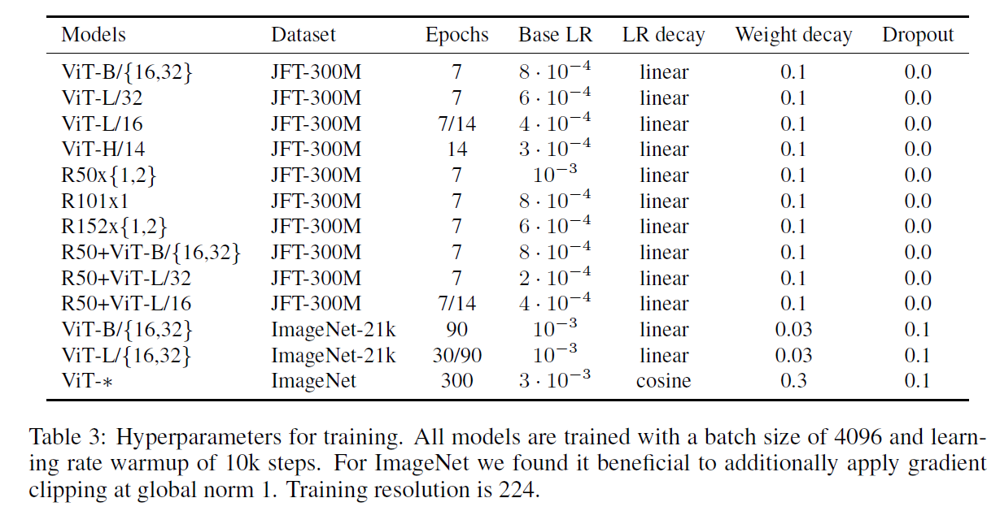 Models Dataset Epochs Base LR LR decay Weight decay Dropout
ViT-B/{16,32} JFT-300M 7 8 · 10⁻⁴ linear 0.1 0.0
ViT-L/32 JFT-300M 7 6 · 10⁻⁴ linear 0.1 0.0
ViT-L/16 JFT-300M 7/14 4 · 10⁻⁴ linear 0.1 0.0
ViT-H/14 JFT-300M 14 3 · 10⁻⁴ linear 0.1 0.0
R50x{1,2} JFT-300M 7 10⁻³ linear 0.1 0.0
R101x1 JFT-300M 7 8 · 10⁻⁴ linear 0.1 0.0
R152x{1,2} JFT-300M 7 6 · 10⁻⁴ linear 0.1 0.0
R50+ViT-B/{16,32} JFT-300M 7 8 · 10⁻⁴ linear 0.1 0.0
R50+ViT-L/32 JFT-300M 7 2 · 10⁻⁴ linear 0.1 0.0
R50+ViT-L/16 JFT-300M 7/14 4 · 10⁻⁴ linear 0.1 0.0
ViT-B/{16,32} ImageNet-21k 90 10⁻³ linear 0.03 0.1
ViT-L/{16,32} ImageNet-21k 30/90 10⁻³ linear 0.03 0.1
ViT-∗ ImageNet 300 3 · 10⁻³ cosine 0.3 0.1
Table 3: Hyperparameters for training. All models are trained with a batch size of 4096 and learn-
ing rate warmup of 10k steps. For ImageNet we found it beneficial to additionally apply gradient
clipping at global norm 1. Training resolution is 224.